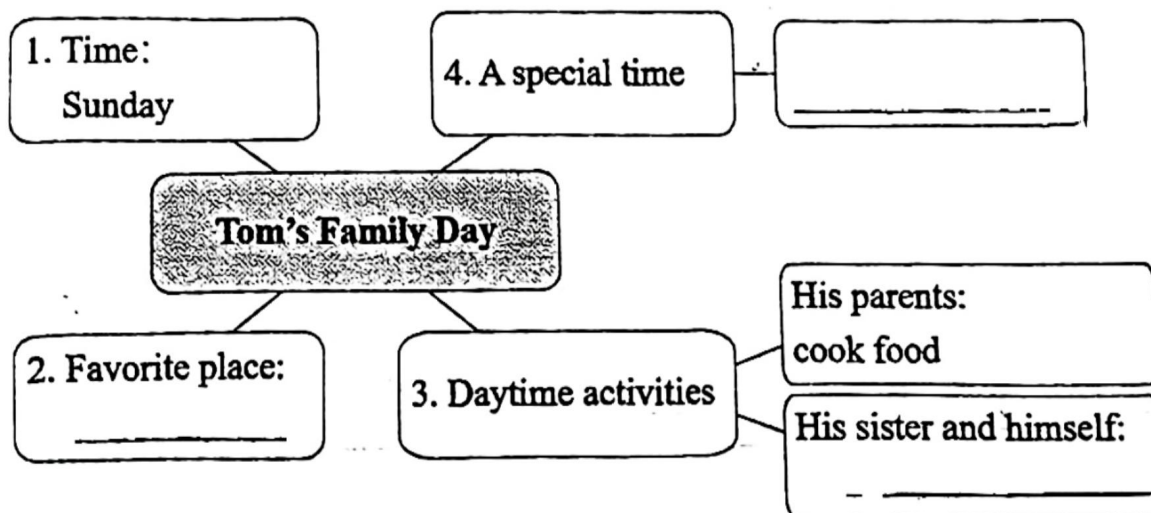 1. Time:
Sunday
4. A special time
Tom's Family Day
2. Favorite place:
3. Daytime activities
His parents:
cook food
His sister and himself: